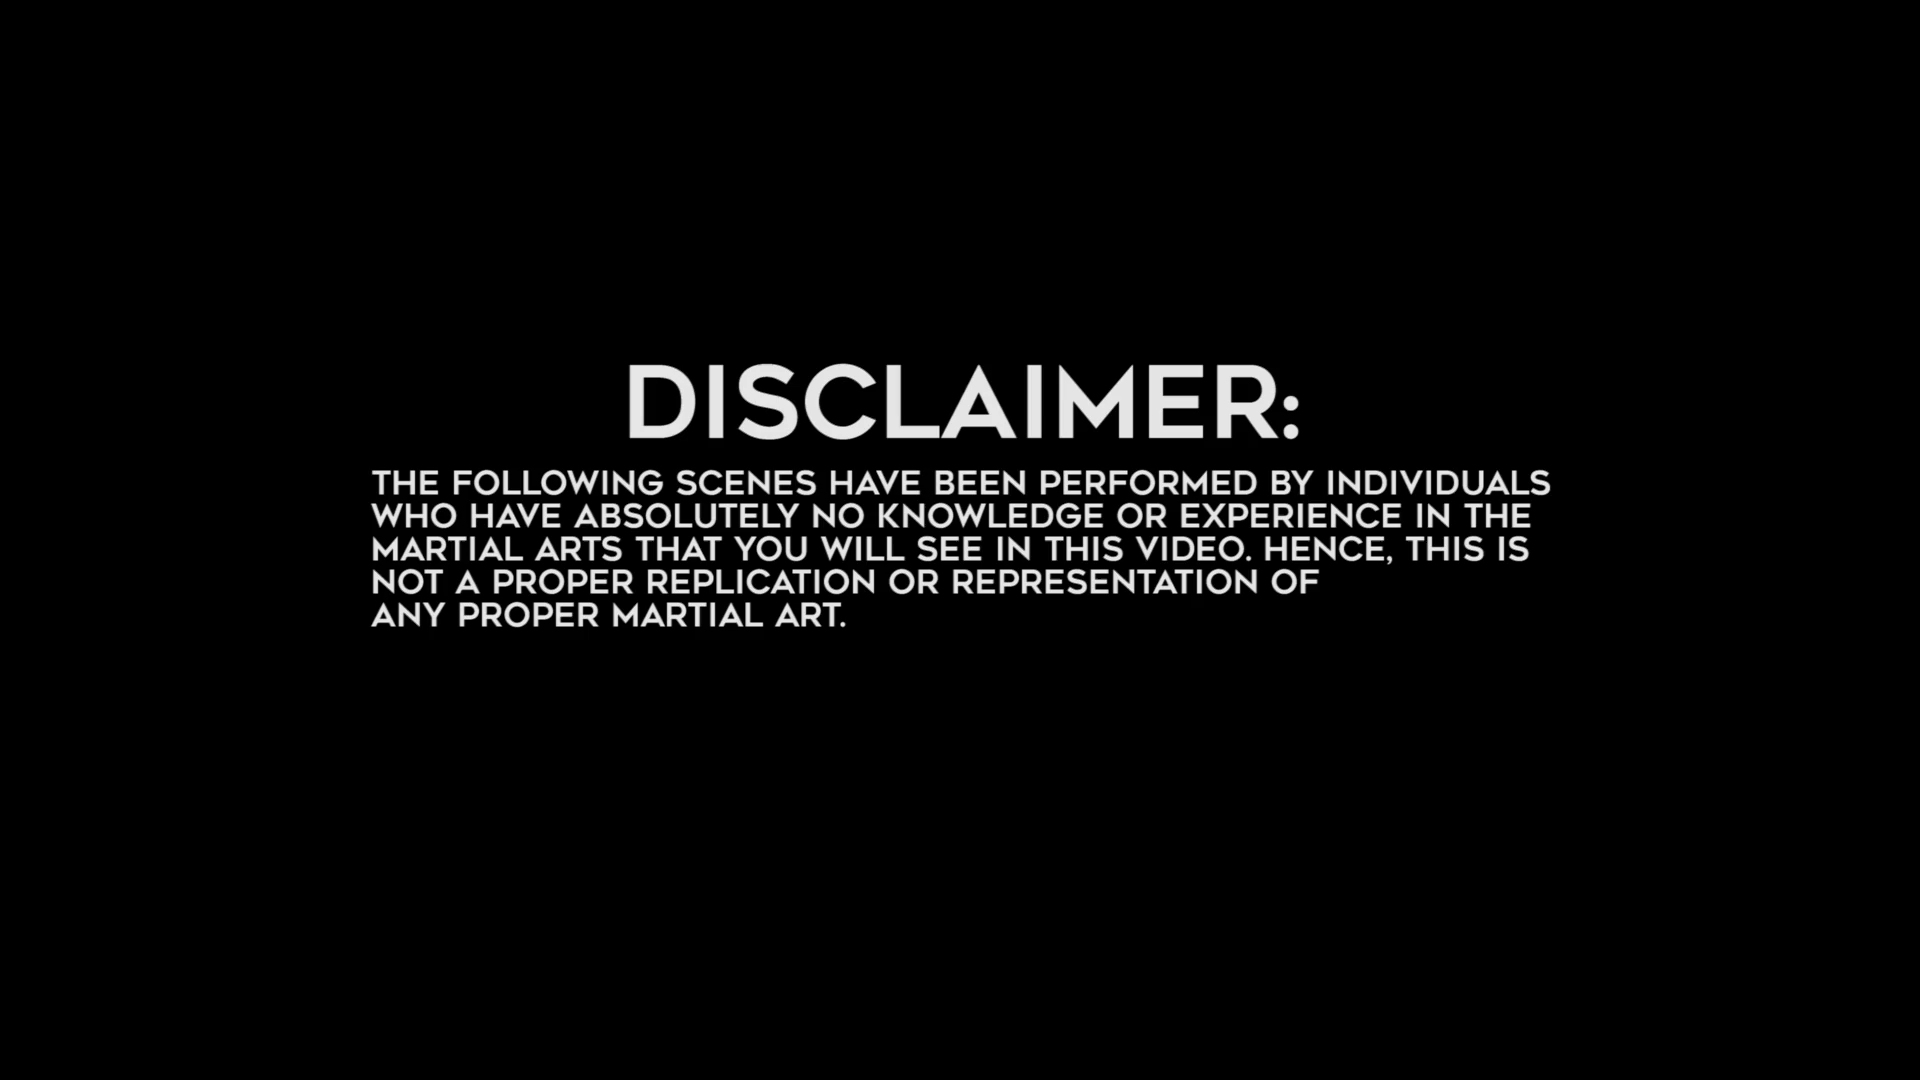 DISCLAIMER:
THE FOLLOWING SCENES HAVE BEEN PERFORMED BY INDIVIDUALS
WHO HAVE ABSOLUTELY NO KNOWLEDGE OR EXPERIENCE IN THE
MARTIAL ARTS THAT YOU WILL SEE IN THIS VIDEO. HENCE, THIS IS
NOT A PROPER REPLICATION OR REPRESENTATION OF
ANY PROPER MARTIAL ART.